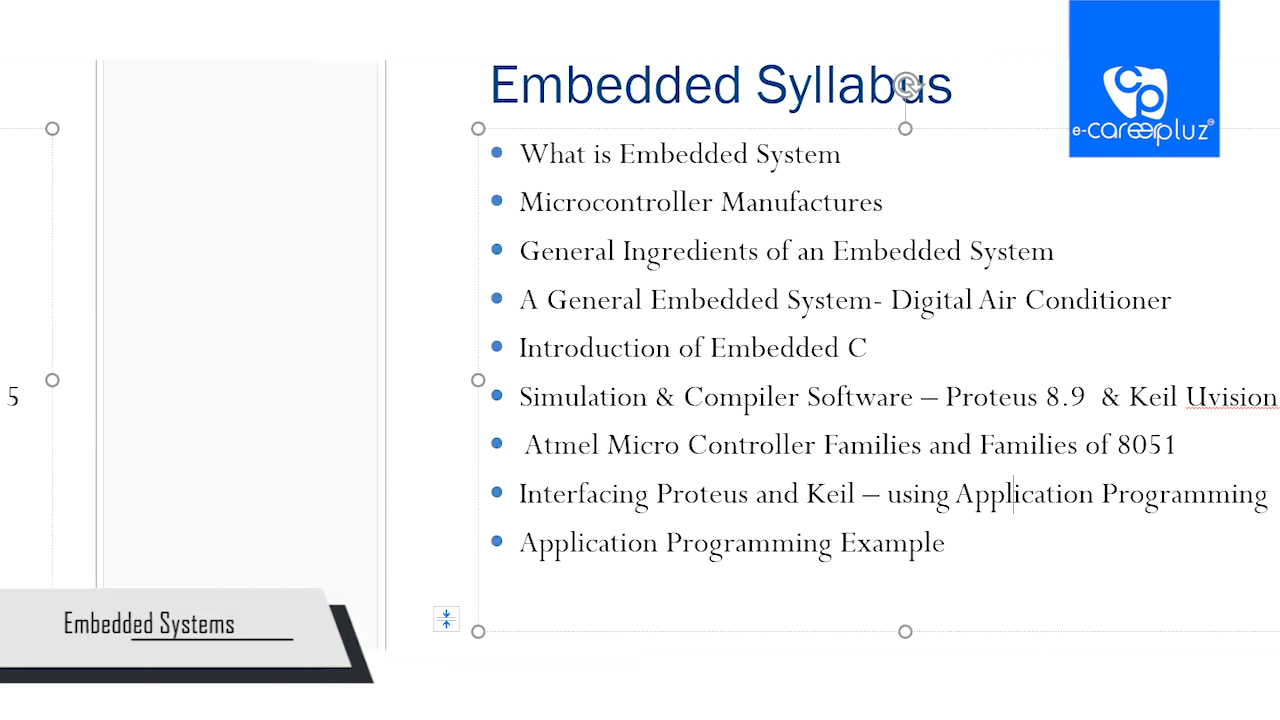 Embedded Syllabus
e-careerpluz
What is Embedded System
Microcontroller Manufactures
General Ingredients of an Embedded System
A General Embedded System- Digital Air Conditioner
Introduction of Embedded C
5
Simulation & Compiler Software – Proteus 8.9 & Keil Uvision
Atmel Micro Controller Families and Families of 8051
Interfacing Proteus and Keil – using Application Programming
Application Programming Example
Embedded Systems